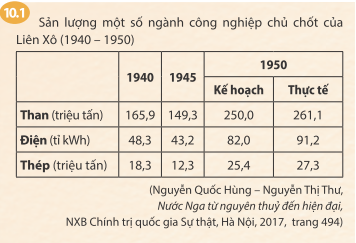 10.1
Sản lượng một số ngành công nghiệp chủ chốt của
Liên Xô (1940 – 1950)
1940 1945 1950
Kế hoạch Thực tế
Than (triệu tấn) 165,9 149,3 250,0 261,1
Điện (tỉ kWh) 48,3 43,2 82,0 91,2
Thép (triệu tấn) 18,3 12,3 25,4 27,3
(Nguyễn Quốc Hùng – Nguyễn Thị Thư,
Nước Nga từ nguyên thuỷ đến hiện đại,
NXB Chính trị quốc gia Sự thật, Hà Nội, 2017, trang 494)